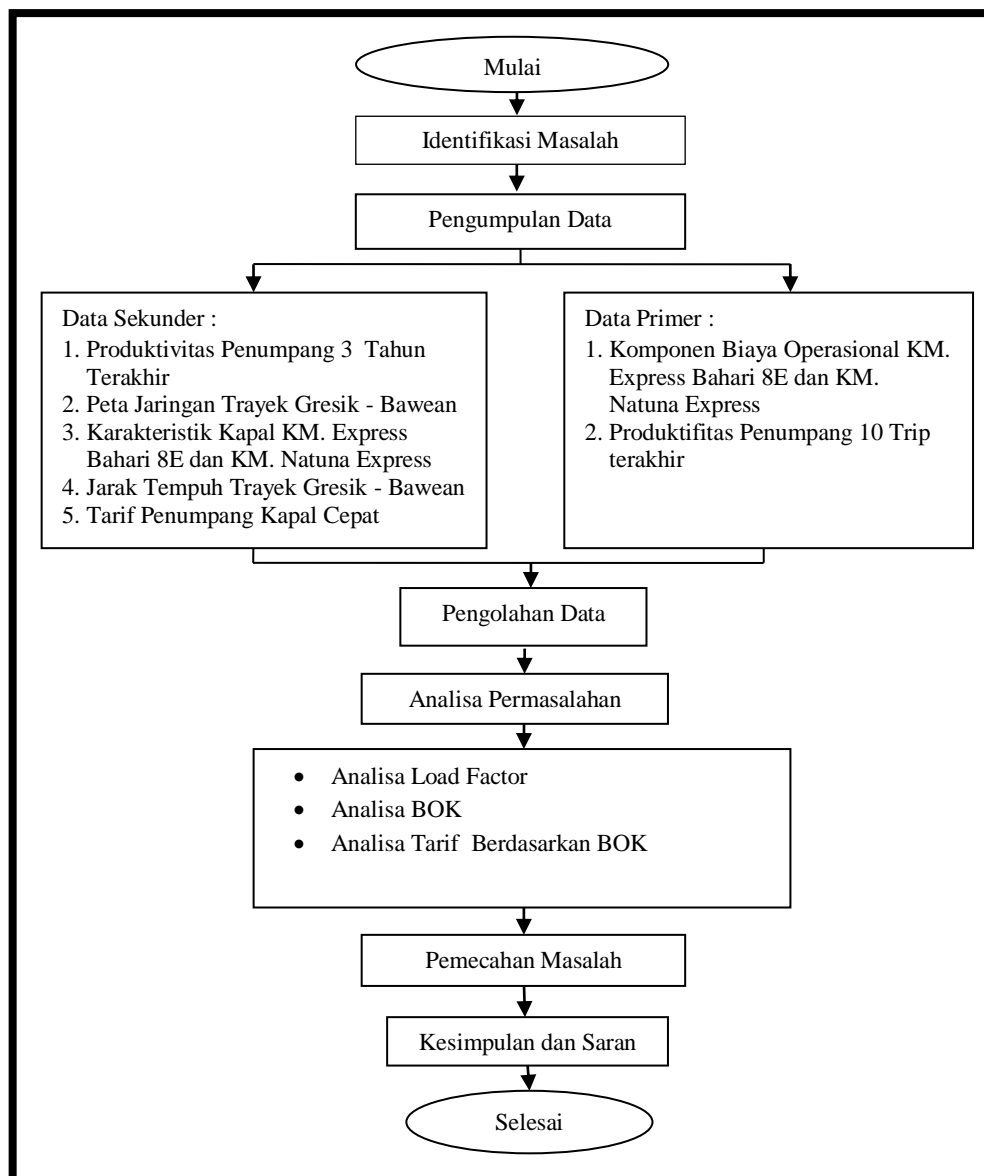 Mulai
Identifikasi Masalah
Pengumpulan Data
Data Sekunder :
1. Produktivitas Penumpang 3 Tahun
Terakhir
2. Peta Jaringan Trayek Gresik - Bawean
3. Karakteristik Kapal KM. Express
Bahari 8E dan KM. Natuna Express
4. Jarak Tempuh Trayek Gresik - Bawean
5. Tarif Penumpang Kapal Cepat
Data Primer :
1. Komponen Biaya Operasional KM.
Express Bahari 8E dan KM.
Natuna Express
2. Produktifitas Penumpang 10 Trip
terakhir
Pengolahan Data
Analisa Permasalahan
• Analisa Load Factor
• Analisa BOK
• Analisa Tarif Berdasarkan BOK
Pemecahan Masalah
Kesimpulan dan Saran
Selesai